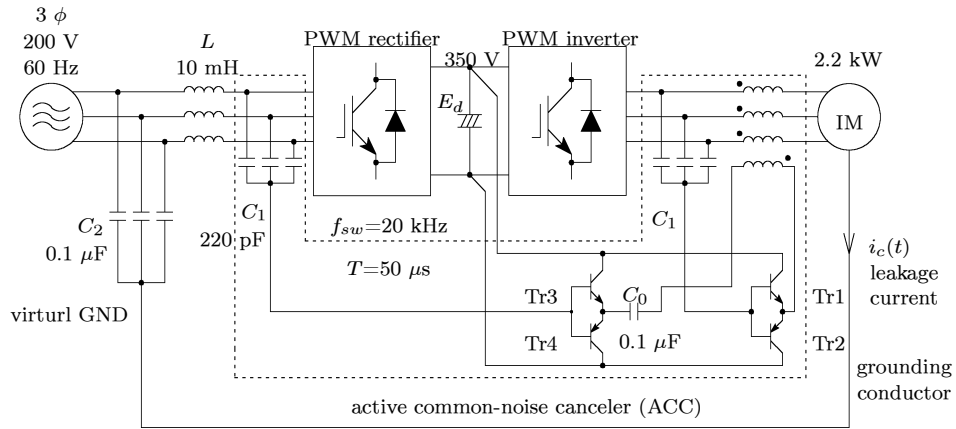 3 ϕ
200 V
60 Hz
L
10 mH
PWM rectifier
350 V
PWM inverter
2.2 kW
E_d
IM
C_2
0.1 μF
C_1
220 pF
f_sw=20 kHz
T=50 μs
C_1
i_c(t)
leakage
current
virturl GND
Tr3
C_0
Tr1
Tr4
0.1 μF
Tr2
grounding
conductor
active common-noise canceler (ACC)